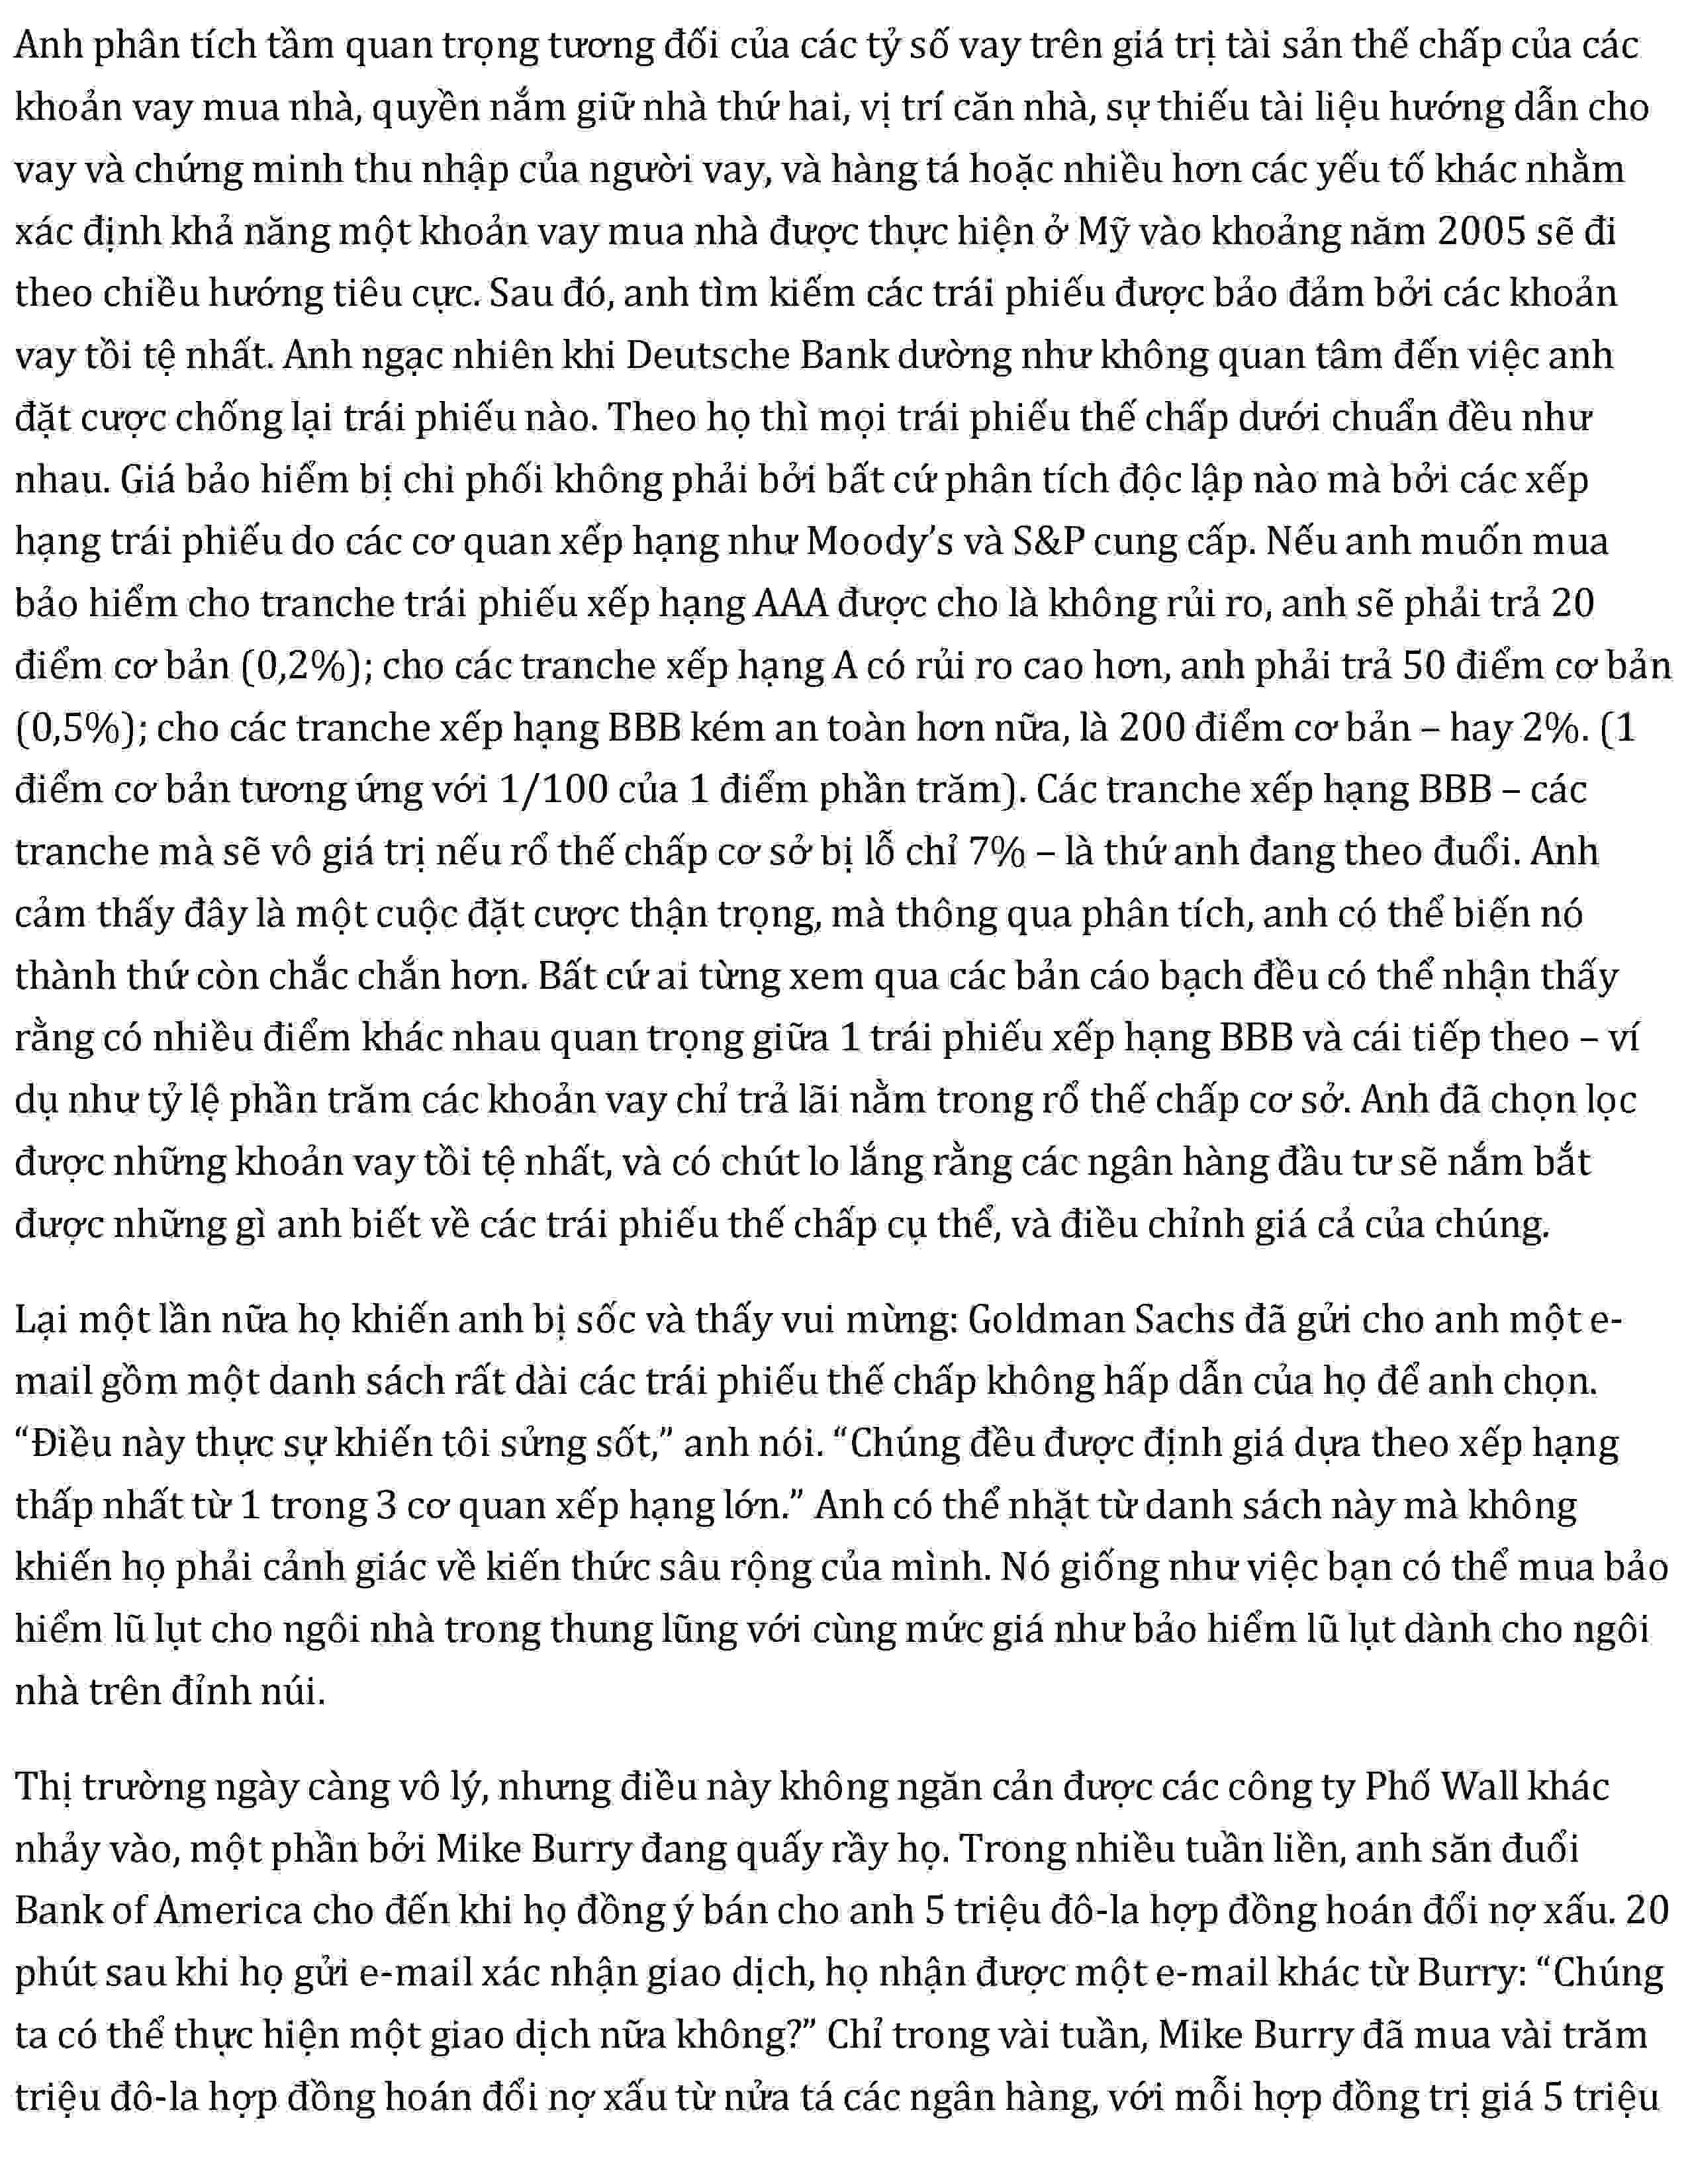 Anh phân tích tầm quan trọng tương đối của các tỷ số vay trên giá trị tài sản thế chấp của các
khoản vay mua nhà, quyền nắm giữ nhà thứ hai, vị trí căn nhà, sự thiếu tài liệu hướng dẫn cho
vay và chứng minh thu nhập của người vay, và hàng tá hoặc nhiều hơn các yếu tố khác nhằm
xác định khả năng một khoản vay mua nhà được thực hiện ở Mỹ vào khoảng năm 2005 sẽ đi
theo chiều hướng tiêu cực. Sau đó, anh tìm kiếm các trái phiếu được bảo đảm bởi các khoản
vay tồi tệ nhất. Anh ngạc nhiên khi Deutsche Bank dường như không quan tâm đến việc anh
đặt cược chống lại trái phiếu nào. Theo họ thì mọi trái phiếu thế chấp dưới chuẩn đều như
nhau. Giá bảo hiểm bị chi phối không phải bởi bất cứ phân tích độc lập nào mà bởi các xếp
hạng trái phiếu do các cơ quan xếp hạng như Moody’s và S&P cung cấp. Nếu anh muốn mua
bảo hiểm cho tranche trái phiếu xếp hạng AAA được cho là không rủi ro, anh sẽ phải trả 20
điểm cơ bản (0,2%); cho các tranche xếp hạng A có rủi ro cao hơn, anh phải trả 50 điểm cơ bản
(0,5%); cho các tranche xếp hạng BBB kém an toàn hơn nữa, là 200 điểm cơ bản – hay 2%. (1
điểm cơ bản tương ứng với 1/100 của 1 điểm phần trăm). Các tranche xếp hạng BBB – các
tranche mà sẽ vô giá trị nếu rổ thế chấp cơ sở bị lỗ chỉ 7% – là thứ anh đang theo đuổi. Anh
cảm thấy đây là một cuộc đặt cược thận trọng, mà thông qua phân tích, anh có thể biến nó
thành thứ còn chắc chắn hơn. Bất cứ ai từng xem qua các bản cáo bạch đều có thể nhận thấy
rằng có nhiều điểm khác nhau quan trọng giữa 1 trái phiếu xếp hạng BBB và cái tiếp theo – ví
dụ như tỷ lệ phần trăm các khoản vay chỉ trả lãi nằm trong rổ thế chấp cơ sở. Anh đã chọn lọc
được những khoản vay tồi tệ nhất, và có chút lo lắng rằng các ngân hàng đầu tư sẽ nắm bắt
được những gì anh biết về các trái phiếu thế chấp cụ thể, và điều chỉnh giá cả của chúng.
Lại một lần nữa họ khiến anh bị sốc và thấy vui mừng: Goldman Sachs đã gửi cho anh một e-
mail gồm một danh sách rất dài các trái phiếu thế chấp không hấp dẫn của họ để anh chọn.
“Điều này thực sự khiến tôi sửng sốt,” anh nói. “Chúng đều được định giá dựa theo xếp hạng
thấp nhất từ 1 trong 3 cơ quan xếp hạng lớn.” Anh có thể nhặt từ danh sách này mà không
khiến họ phải cảnh giác về kiến thức sâu rộng của mình. Nó giống như việc bạn có thể mua bảo
hiểm lũ lụt cho ngôi nhà trong thung lũng với cùng mức giá như bảo hiểm lũ lụt dành cho ngôi
nhà trên đỉnh núi.
Thị trường ngày càng vô lý, nhưng điều này không ngăn cản được các công ty Phố Wall khác
nhảy vào, một phần bởi Mike Burry đang quấy rầy họ. Trong nhiều tuần liền, anh săn đuổi
Bank of America cho đến khi họ đồng ý bán cho anh 5 triệu đô-la hợp đồng hoán đổi nợ xấu. 20
phút sau khi họ gửi e-mail xác nhận giao dịch, họ nhận được một e-mail khác từ Burry: “Chúng
ta có thể thực hiện một giao dịch nữa không?” Chỉ trong vài tuần, Mike Burry đã mua vài trăm
triệu đô-la hợp đồng hoán đổi nợ xấu từ nửa tá các ngân hàng, với mỗi hợp đồng trị giá 5 triệu